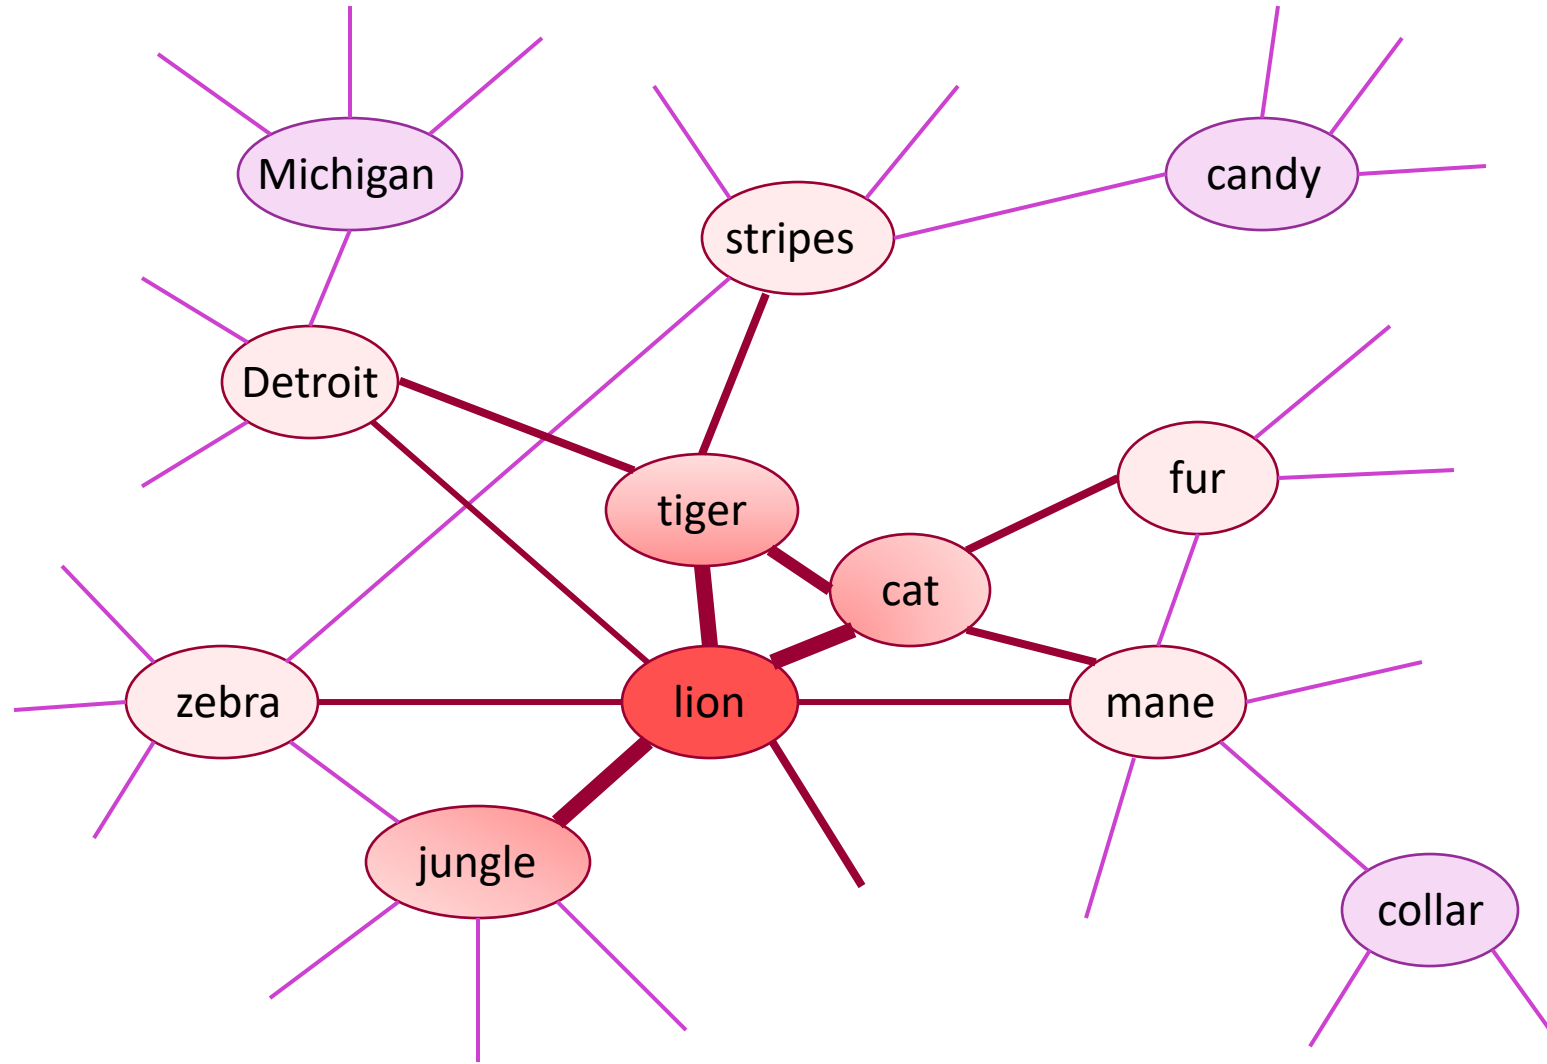 Michigan
candy
stripes
Detroit
fur
tiger
cat
zebra
lion
mane
jungle
collar